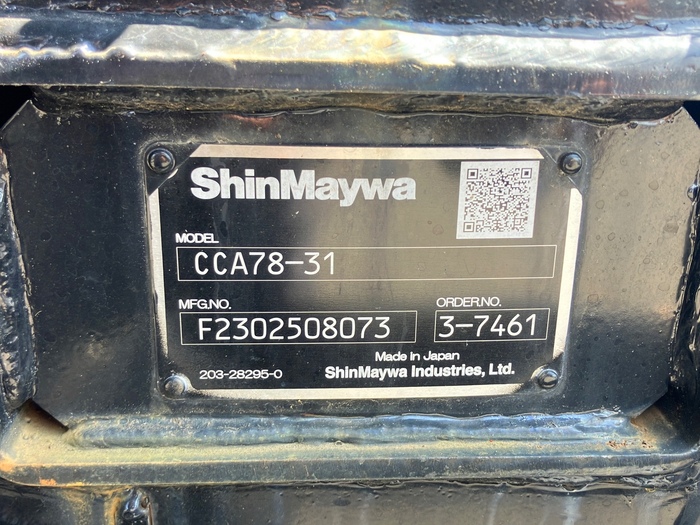 ShinMaywa
MODEL
CCA78-31
MFG.NO. ORDER.NO.
F2302508073 3-7461
Made in Japan
203-28295-0 ShinMaywa Industries, Ltd.